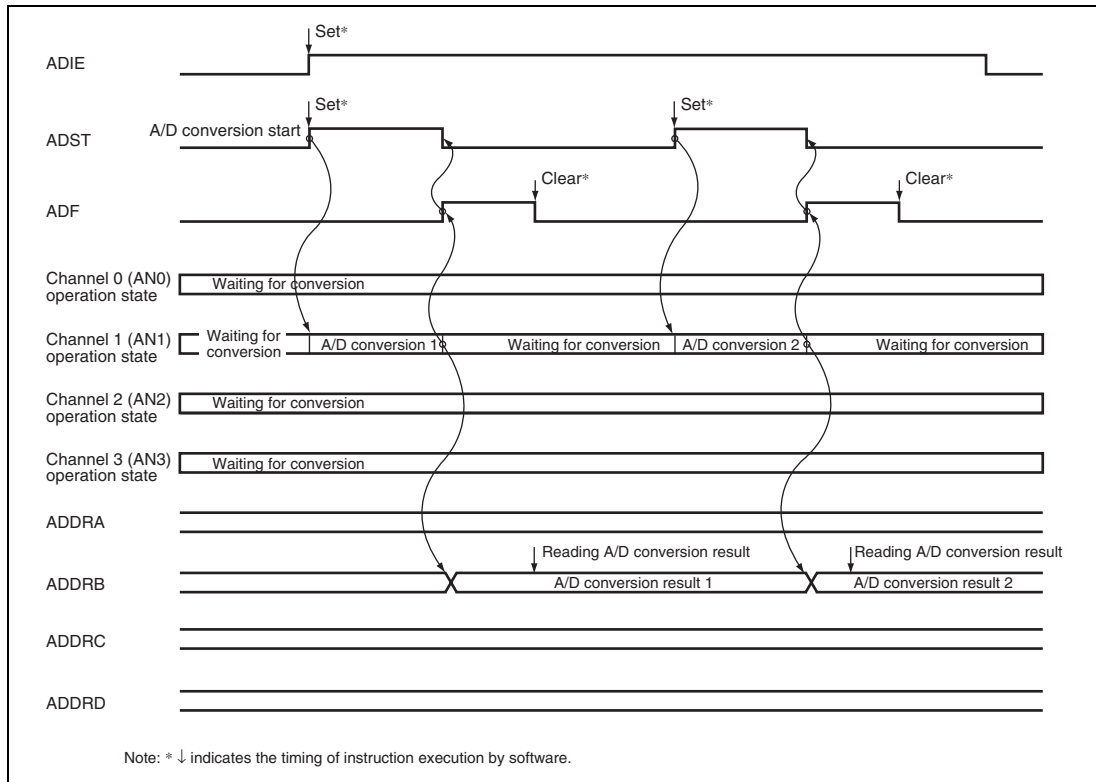 Set*
ADIE
Set* Set*
A/D conversion start
ADST
Clear* Clear*
ADF
Channel 0 (AN0) Waiting for conversion
operation state
Channel 1 (AN1) Waiting for A/D conversion 1 Waiting for conversion A/D conversion 2 Waiting for conversion
operation state conversion
Channel 2 (AN2) Waiting for conversion
operation state
Channel 3 (AN3) Waiting for conversion
operation state
ADDRA
Reading A/D conversion result Reading A/D conversion result
ADDRB A/D conversion result 1 A/D conversion result 2
ADDRC
ADDRD
Note: * ↓ indicates the timing of instruction execution by software.